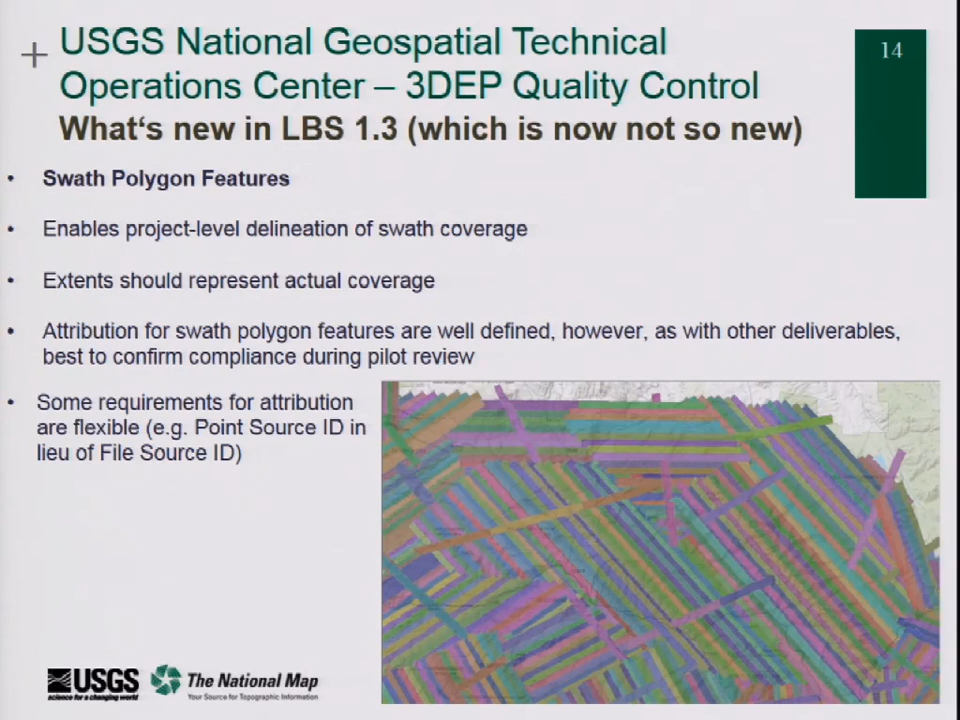 + USGS National Geospatial Technical
Operations Center – 3DEP Quality Control
What's new in LBS 1.3 (which is now not so new)
14
• Swath Polygon Features
• Enables project-level delineation of swath coverage
• Extents should represent actual coverage
• Attribution for swath polygon features are well defined, however, as with other deliverables,
best to confirm compliance during pilot review
• Some requirements for attribution
are flexible (e.g. Point Source ID in
lieu of File Source ID)
USGS
science for a changing world
The National Map
Your Source for Topographic Information